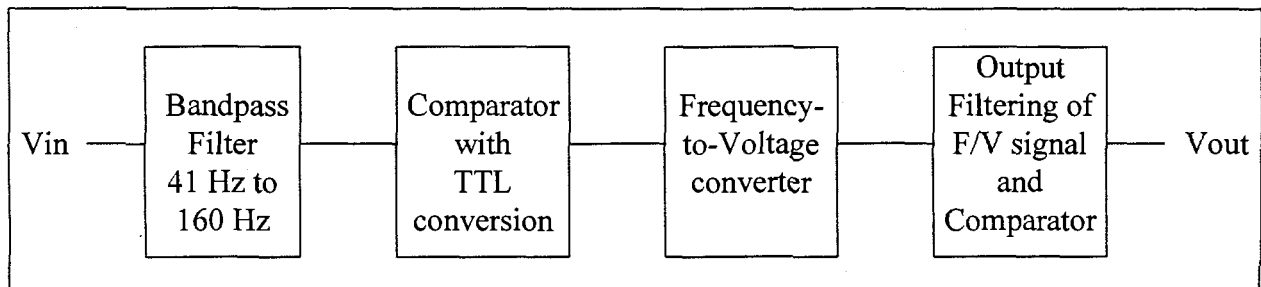 Vin
Bandpass
Filter
41 Hz to
160 Hz
Comparator
with
TTL
conversion
Frequency-
to-Voltage
converter
Output
Filtering of
F/V signal
and
Comparator
Vout